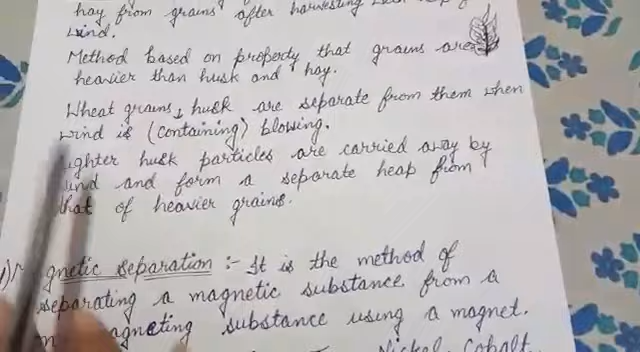 hay from grains after harvesting
wind.
Method based on property that grains are
heavier than husk and hay.
Wheat grains, husk are separate from them when
wind is (containing) blowing.
lighter husk particles are carried away by
wind and form a separate heap from
that of heavier grains.
gnetic separation :- It is the method of
separating a magnetic substance from a
magneting substance using a magnet.
Nickel, Cobalt